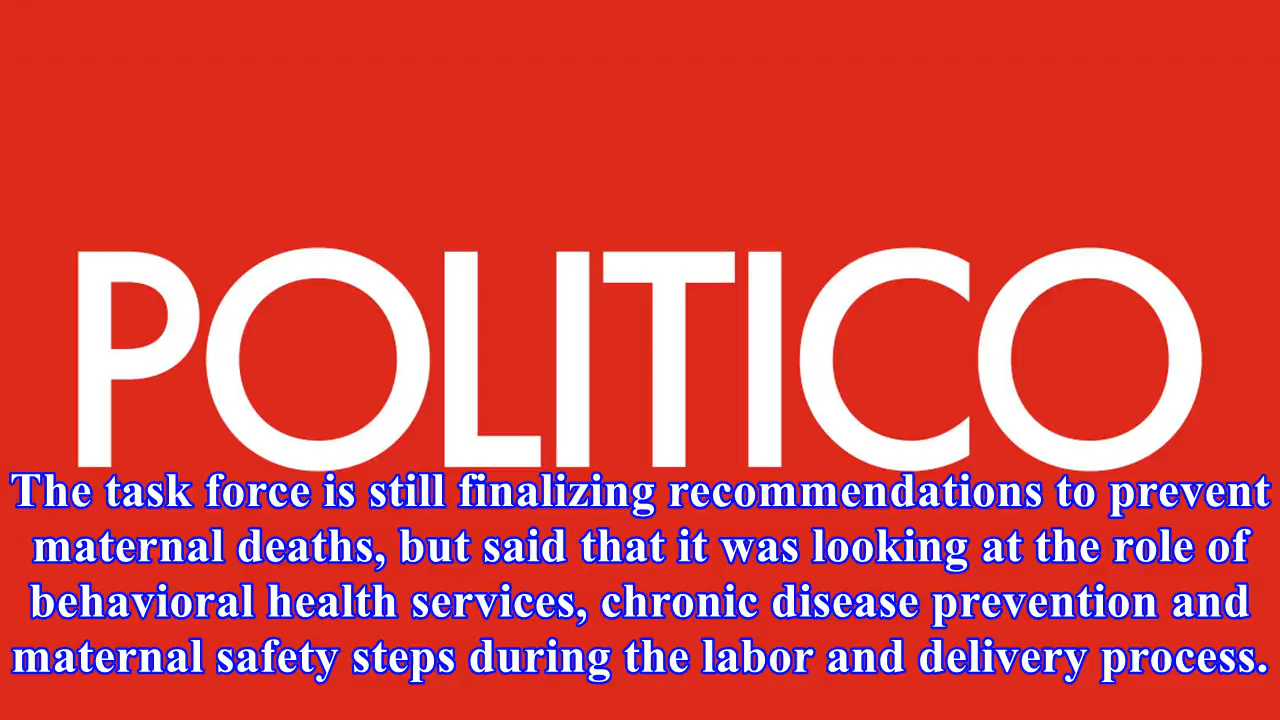 POLITICO
The task force is still finalizing recommendations to prevent
maternal deaths, but said that it was looking at the role of
behavioral health services, chronic disease prevention and
maternal safety steps during the labor and delivery process.